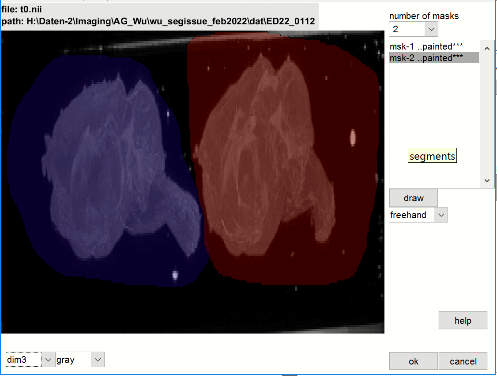 file: t0.nii
path: H:\Daten-2\Imaging\AG_Wu\wu_segissue_feb2022\dat\ED22_0112
number of masks
2
msk-1 ..painted***
msk-2 ..painted***
segments
draw
freehand
help
dim3 gray ok cancel